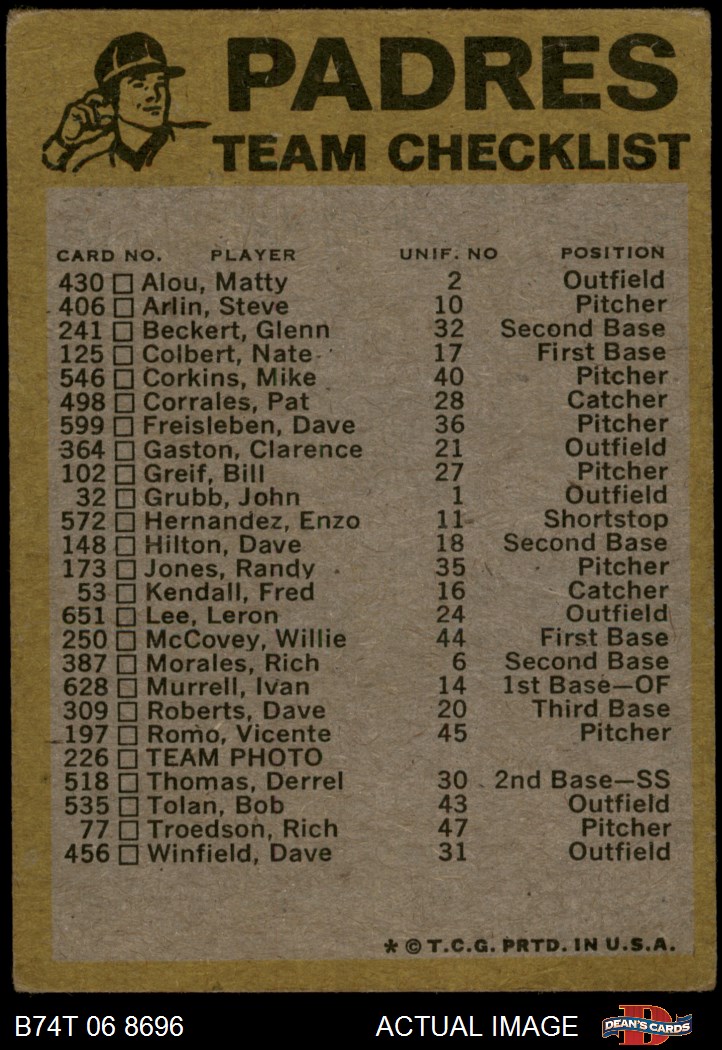 PADRES
TEAM CHECKLIST
CARD NO. PLAYER UNIF. NO POSITION
430 Alou, Matty 2 Outfield
406 Arlin, Steve 10 Pitcher
241 Beckert, Glenn 32 Second Base
125 Colbert, Nate 17 First Base
546 Corkins, Mike 40 Pitcher
498 Corrales, Pat 28 Catcher
599 Freisleben, Dave 36 Pitcher
364 Gaston, Clarence 21 Outfield
102 Greif, Bill 27 Pitcher
32 Grubb, John 1 Outfield
572 Hernandez, Enzo 11 Shortstop
148 Hilton, Dave 18 Second Base
173 Jones, Randy 35 Pitcher
53 Kendall, Fred 16 Catcher
651 Lee, Leron 24 Outfield
250 McCovey, Willie 44 First Base
387 Morales, Rich 6 Second Base
628 Murrell, Ivan 14 1st Base—OF
309 Roberts, Dave 20 Third Base
197 Romo, Vicente 45 Pitcher
226 TEAM PHOTO
518 Thomas, Derrel 30 2nd Base—SS
535 Tolan, Bob 43 Outfield
77 Troedson, Rich 47 Pitcher
456 Winfield, Dave 31 Outfield
* © T.C.G. PRTD. IN U.S.A.
B74T 06 8696 ACTUAL IMAGE D DEAN'S CARDS